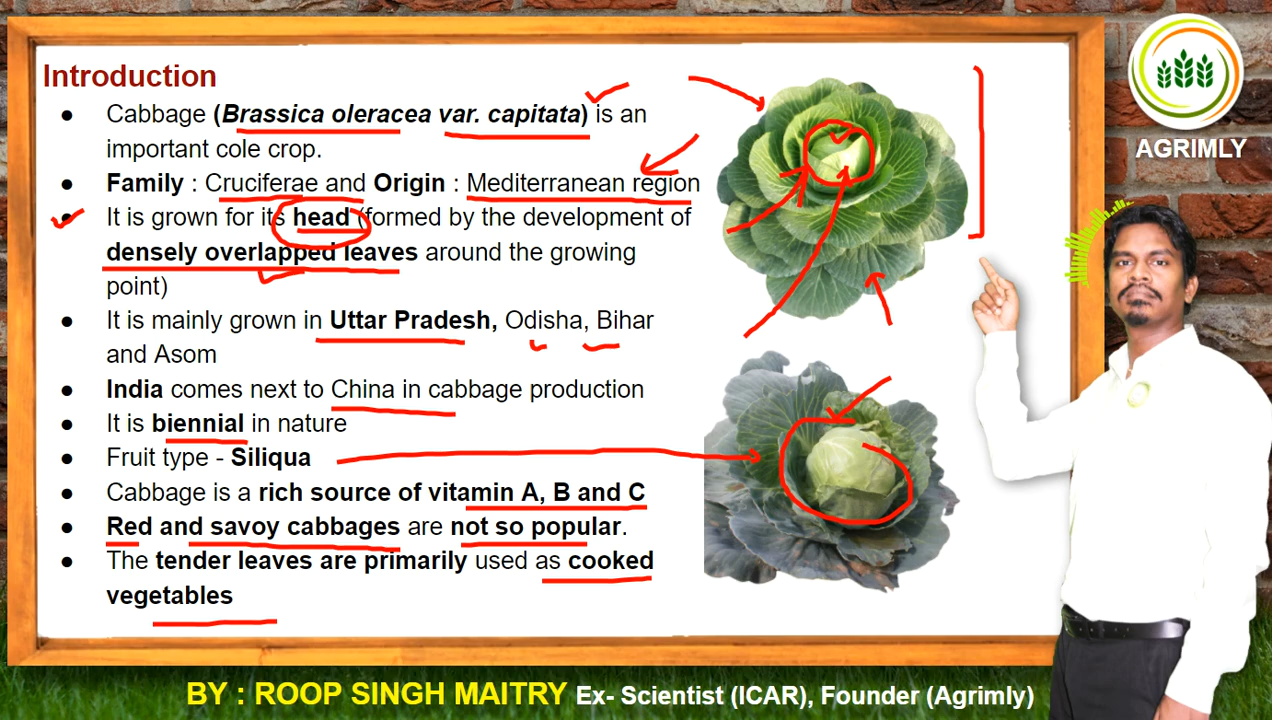 Introduction
● Cabbage (Brassica oleracea var. capitata) is an
important cole crop.
● Family : Cruciferae and Origin : Mediterranean region
● It is grown for its head (formed by the development of
densely overlapped leaves around the growing
point)
● It is mainly grown in Uttar Pradesh, Odisha, Bihar
and Asom
● India comes next to China in cabbage production
● It is biennial in nature
● Fruit type - Siliqua
● Cabbage is a rich source of vitamin A, B and C
● Red and savoy cabbages are not so popular.
● The tender leaves are primarily used as cooked
vegetables
AGRIMLY
BY : ROOP SINGH MAITRY Ex- Scientist (ICAR), Founder (Agrimly)